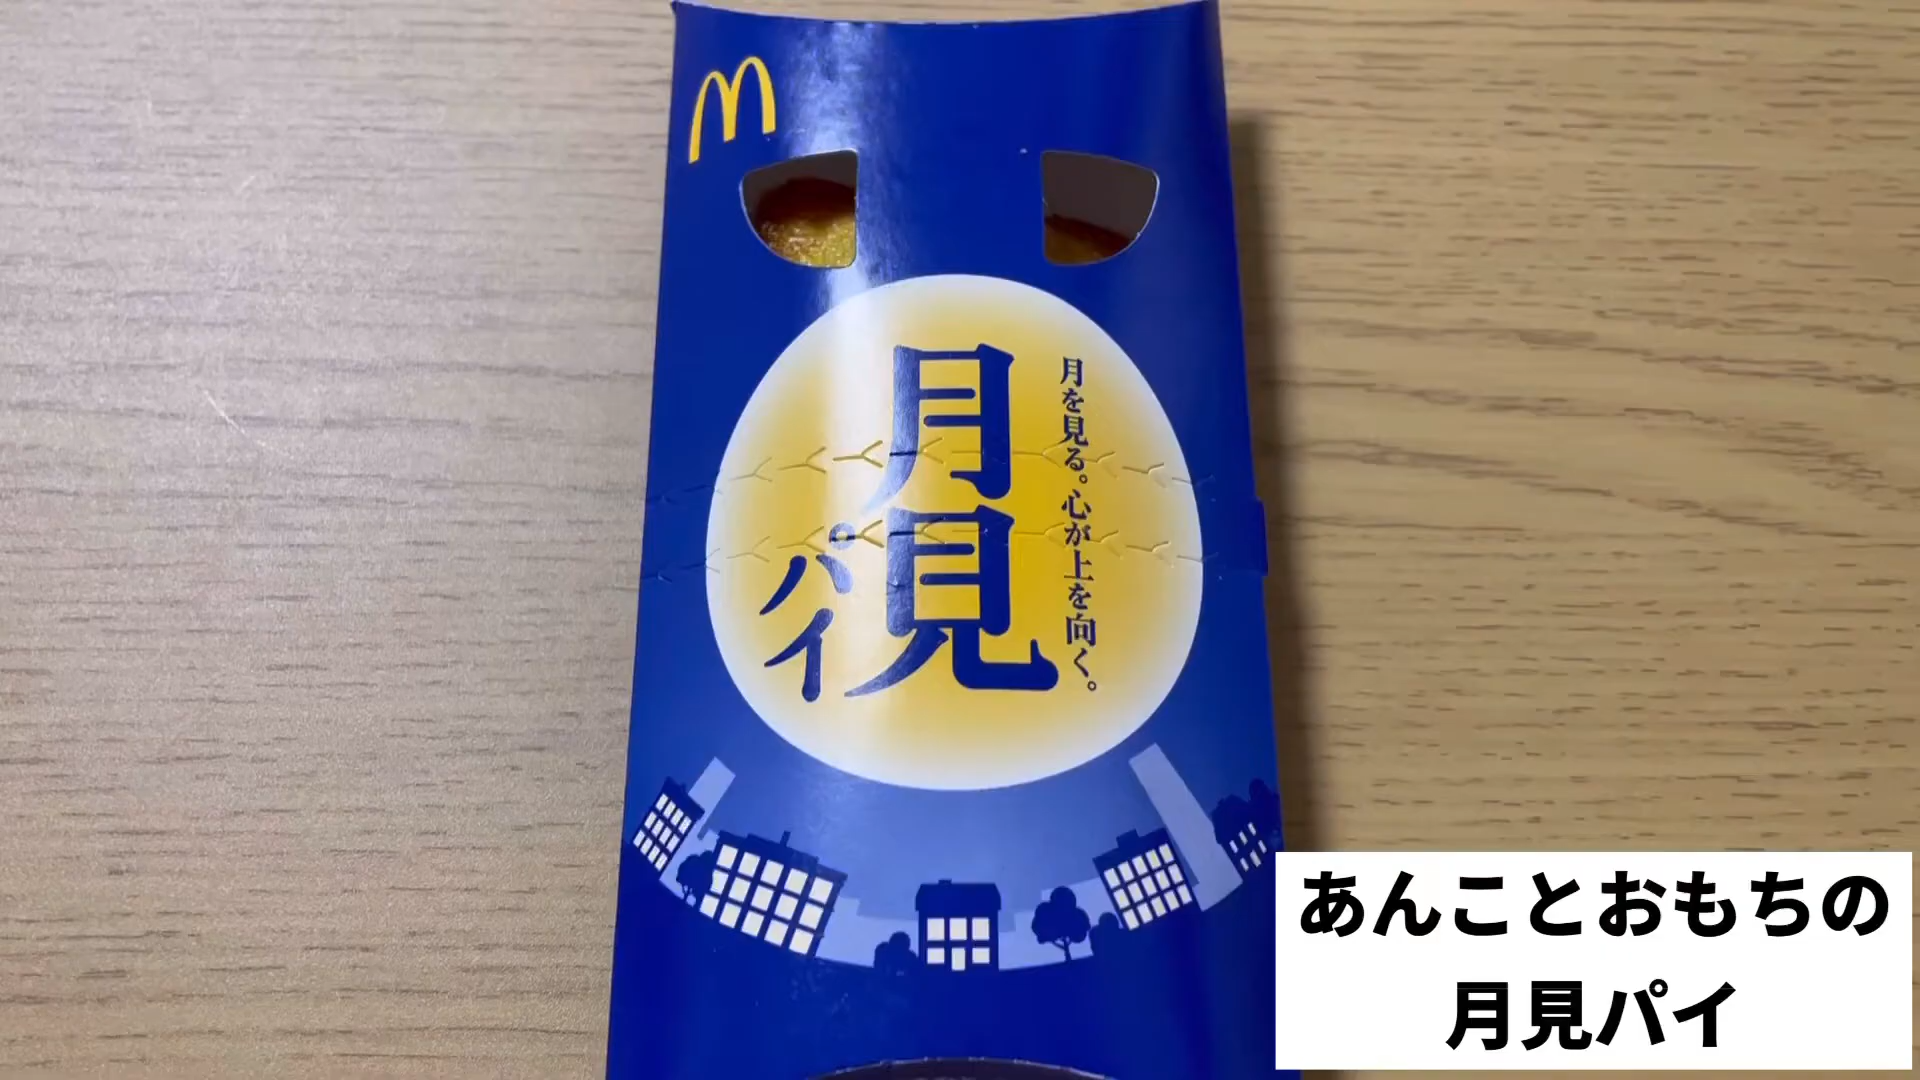 月を見る。心が上を向く。
月見
パイ
あんことおもちの
月見パイ